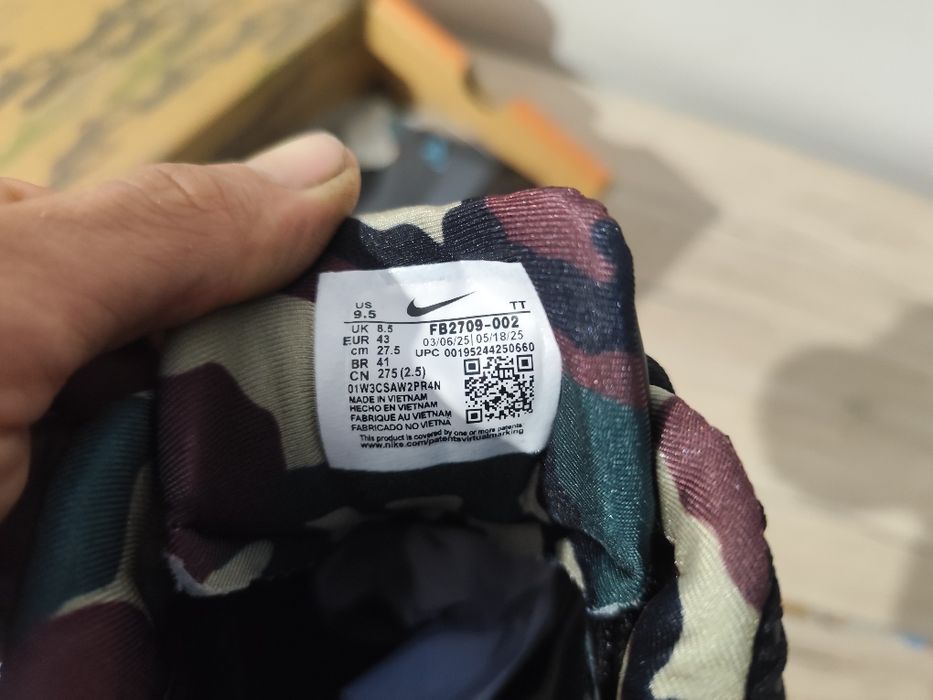 US
9.5
TT
UK 8.5
FB2709-002
EUR 43
03/06/25|05/18/25
cm 27.5
UPC 00195244250660
BR 41
CN 275 (2.5)
01W3CSAW2PR4N
MADE IN VIETNAM
HECHO EN VIETNAM
FABRIQUE AU VIETNAM
FABRICADO NO VIETNA
This product is covered by one or more patents
www.nike.com/patentsvirtualmarking